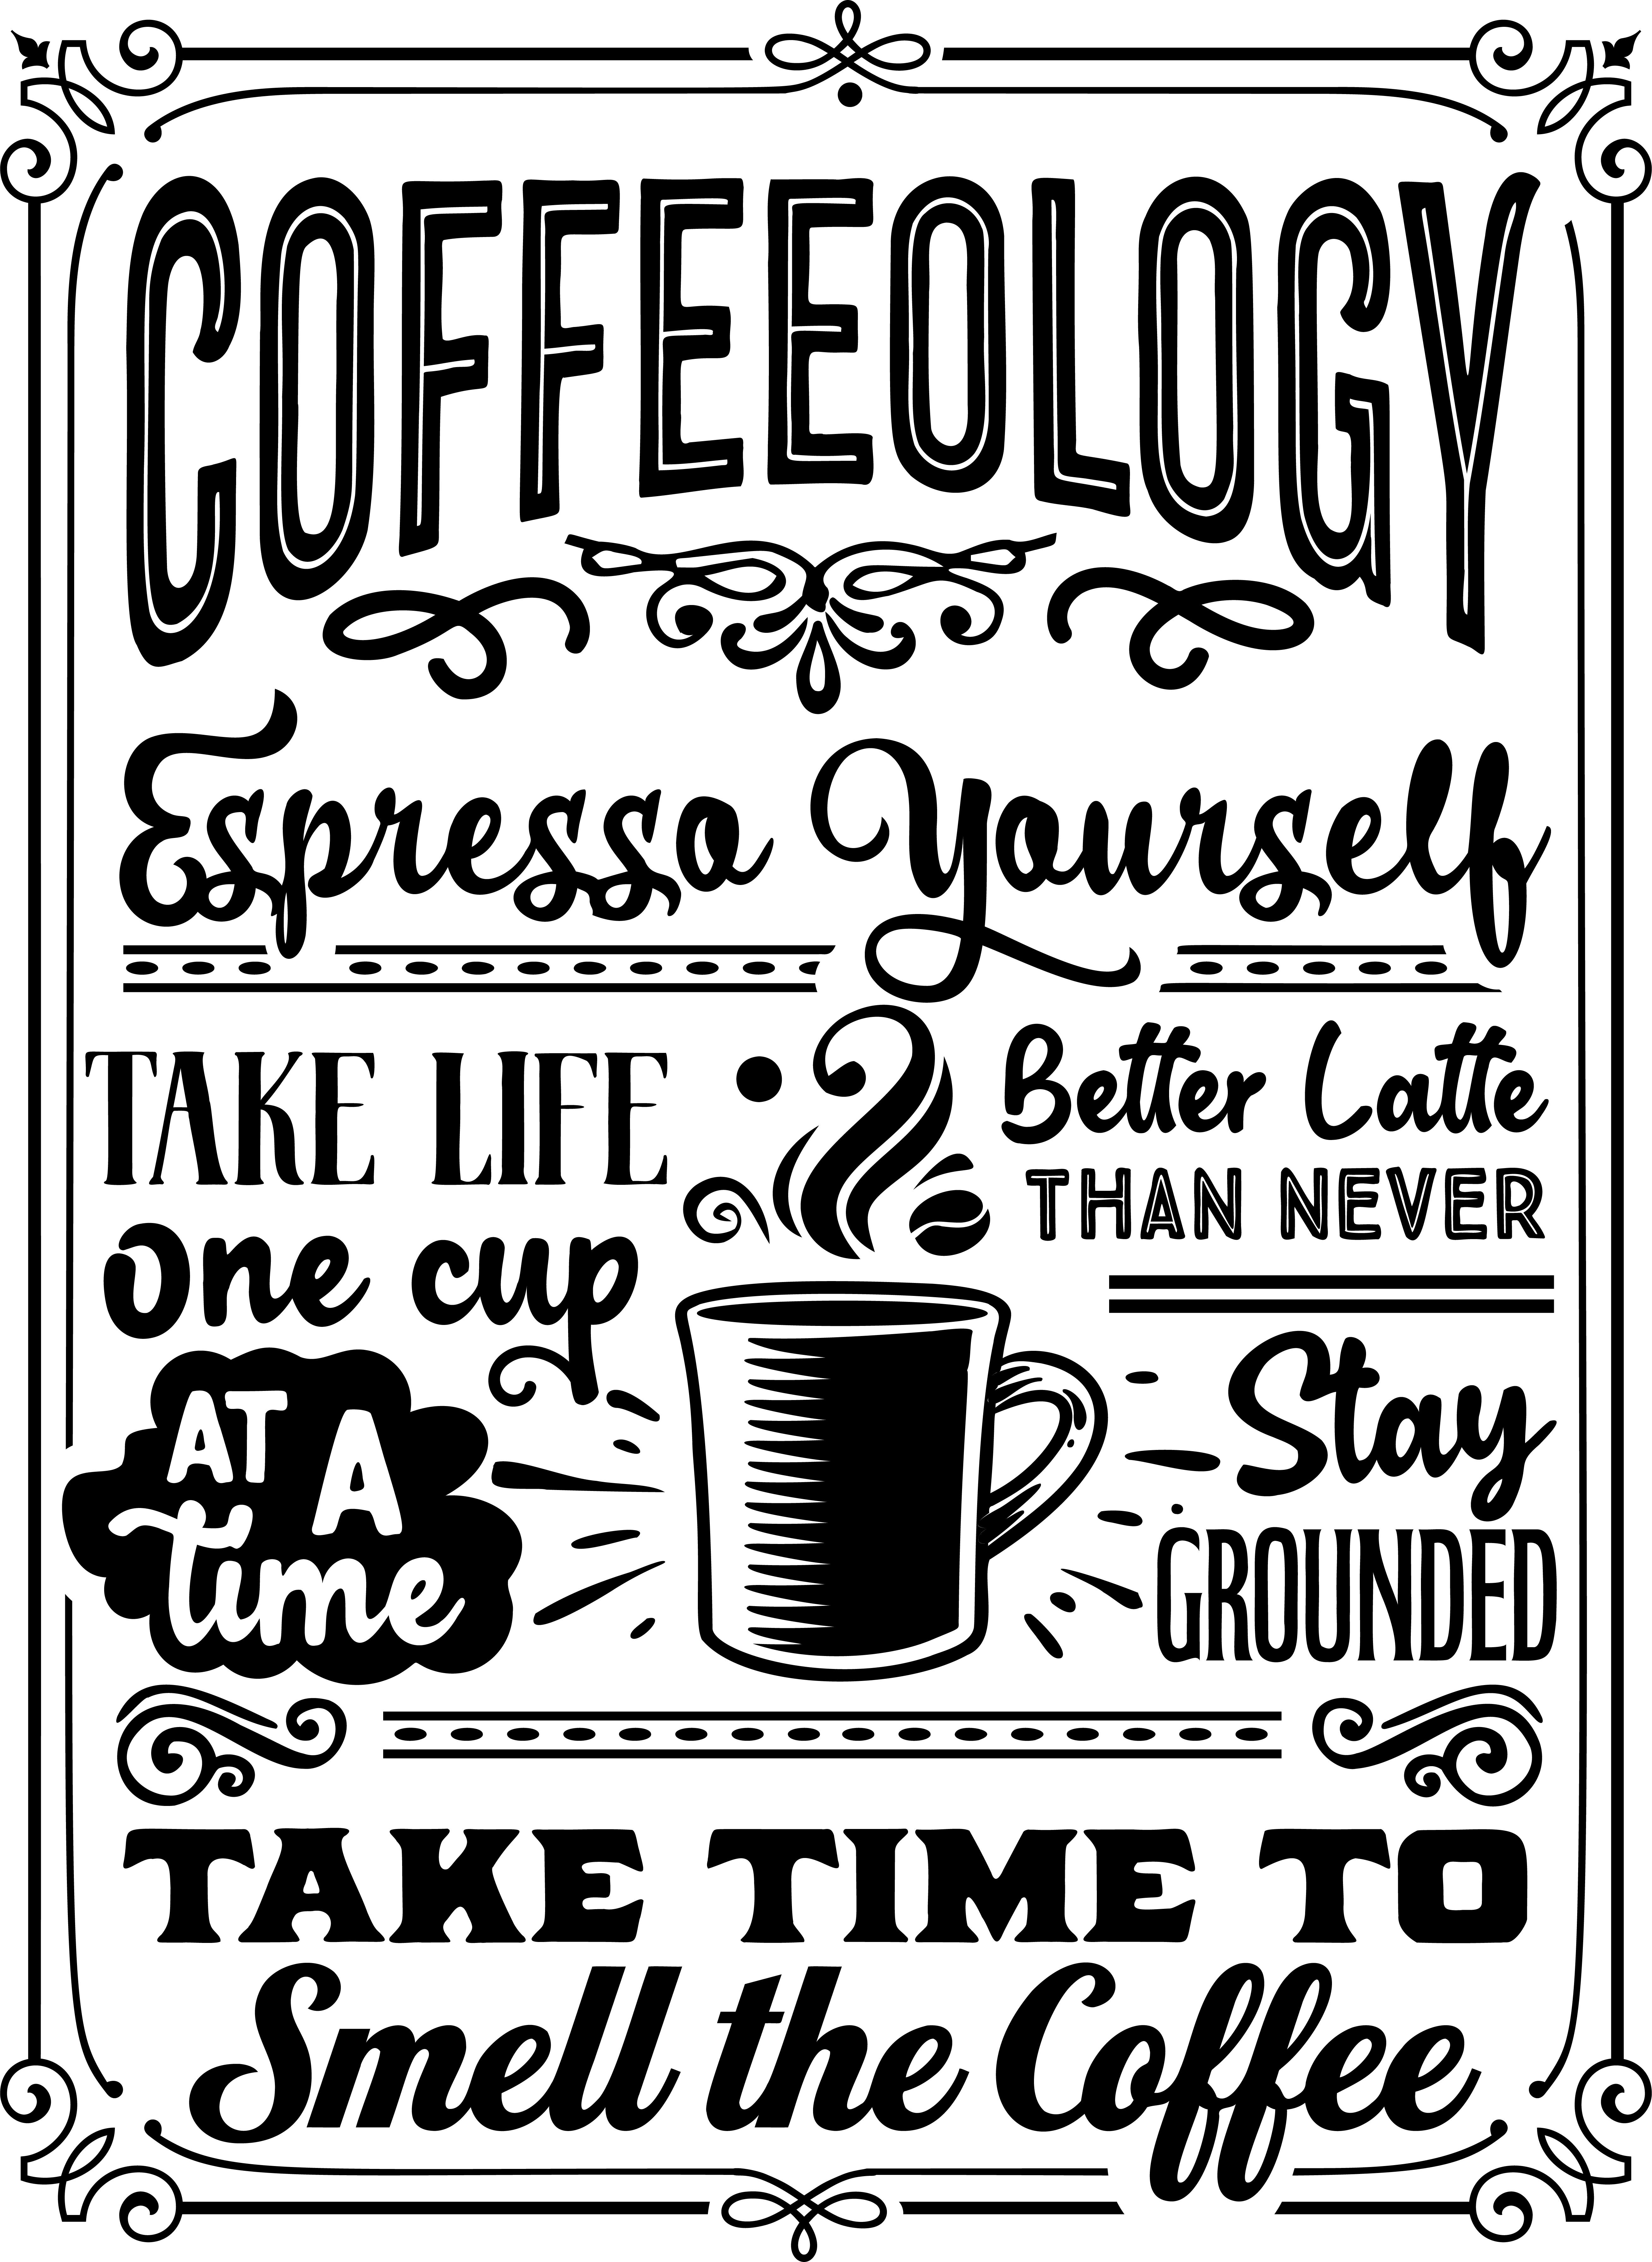 COFFEEOLOGY
Espresso Yourself
TAKE LIFE
one cup
AT A
Time
Better Latte
THAN NEVER
Stay
GROUNDED
TAKE TIME TO
Smell the Coffee